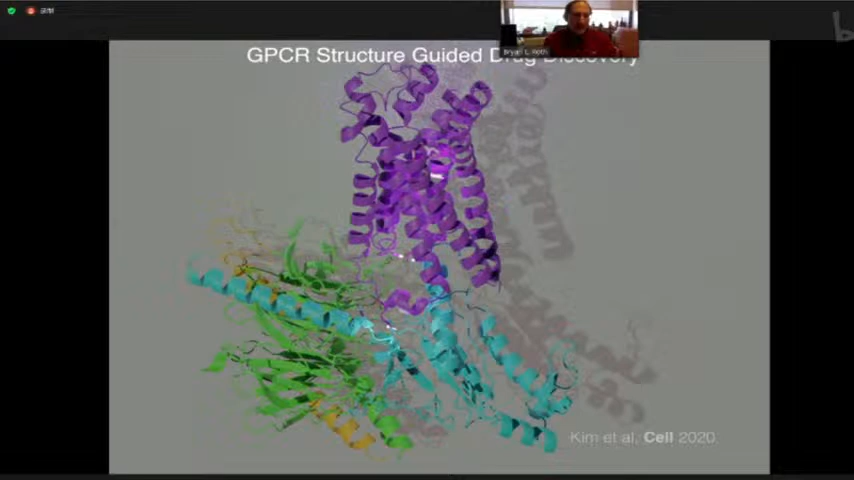 Bryan L. Roth
GPCR Structure Guided Drug Discovery
Kim et al, Cell 2020